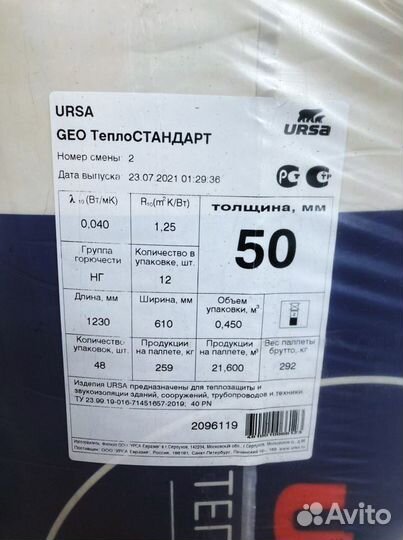 URSA
URSA
GEO ТеплоСТАНДАРТ
Номер смены: 2
Дата выпуска: 23.07.2021 01:29:36
λ 10 (Вт/мК)
R10(m²К/Вт)
толщина, мм
0,040
1,25
50
Группа горючести
Количество в упаковке, шт.
НГ
12
Длина, мм
Ширина, мм
Объем упаковки, м³
1230
610
0,450
Количество упаковок, шт.
Продукции на паллете, кг
Продукции на паллете, м³
Вес паллеты брутто, кг
48
259
21,600
292
Изделия URSA предназначены для теплозащиты и
звукоизоляции зданий, сооружений, трубопроводов и техники.
ТУ 23.99.19-016-71451657-2019; 40 PN
2096119
ТЕП
Avito